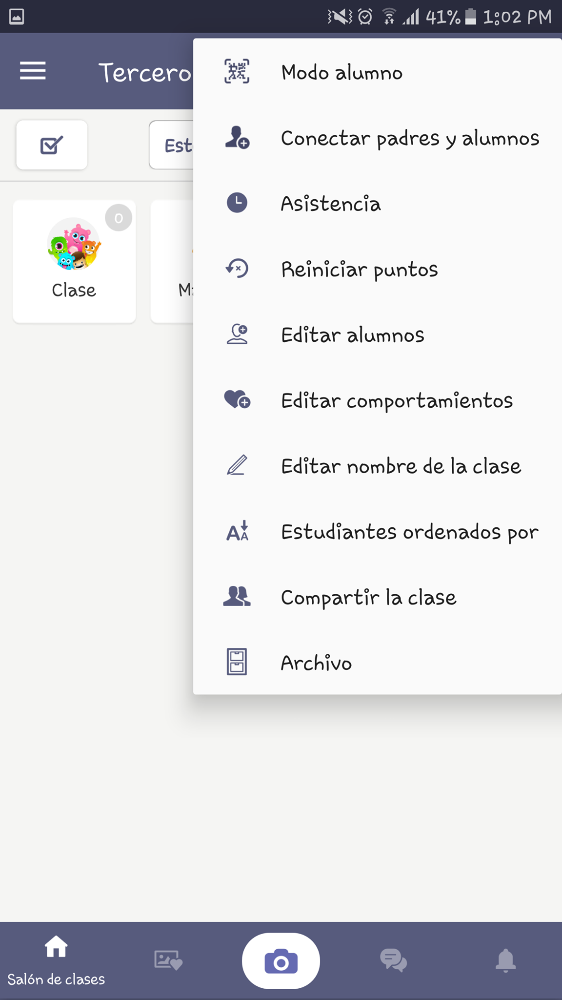 41% 1:02 PM
Tercero
Modo alumno
Conectar padres y alumnos
Asistencia
Reiniciar puntos
Editar alumnos
Editar comportamientos
Editar nombre de la clase
Estudiantes ordenados por
Compartir la clase
Archivo
0
Clase
Salón de clases